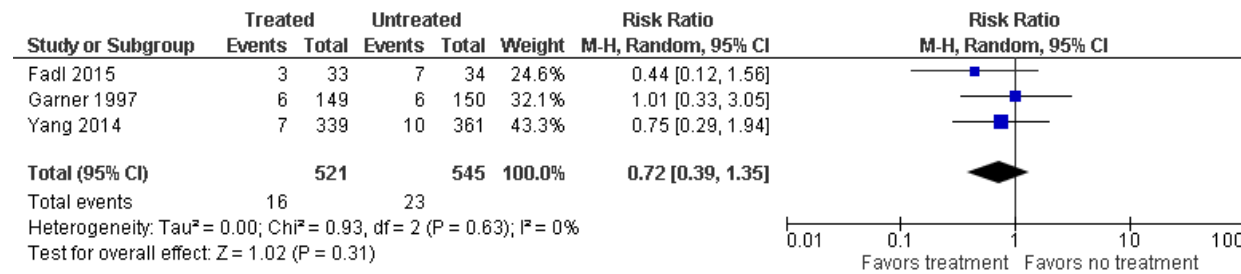 Treated Untreated Risk Ratio Risk Ratio
Study or Subgroup Events Total Events Total Weight M-H, Random, 95% CI M-H, Random, 95% CI
Fadl 2015 3 33 7 34 24.6% 0.44 [0.12, 1.56]
Garner 1997 6 149 6 150 32.1% 1.01 [0.33, 3.05]
Yang 2014 7 339 10 361 43.3% 0.75 [0.29, 1.94]
Total (95% CI) 521 545 100.0% 0.72 [0.39, 1.35]
Total events 16 23
Heterogeneity: Tau² = 0.00; Chi² = 0.93, df = 2 (P = 0.63); I² = 0%
Test for overall effect: Z = 1.02 (P = 0.31)
0.01 0.1 1 10 100
Favors treatment Favors no treatment